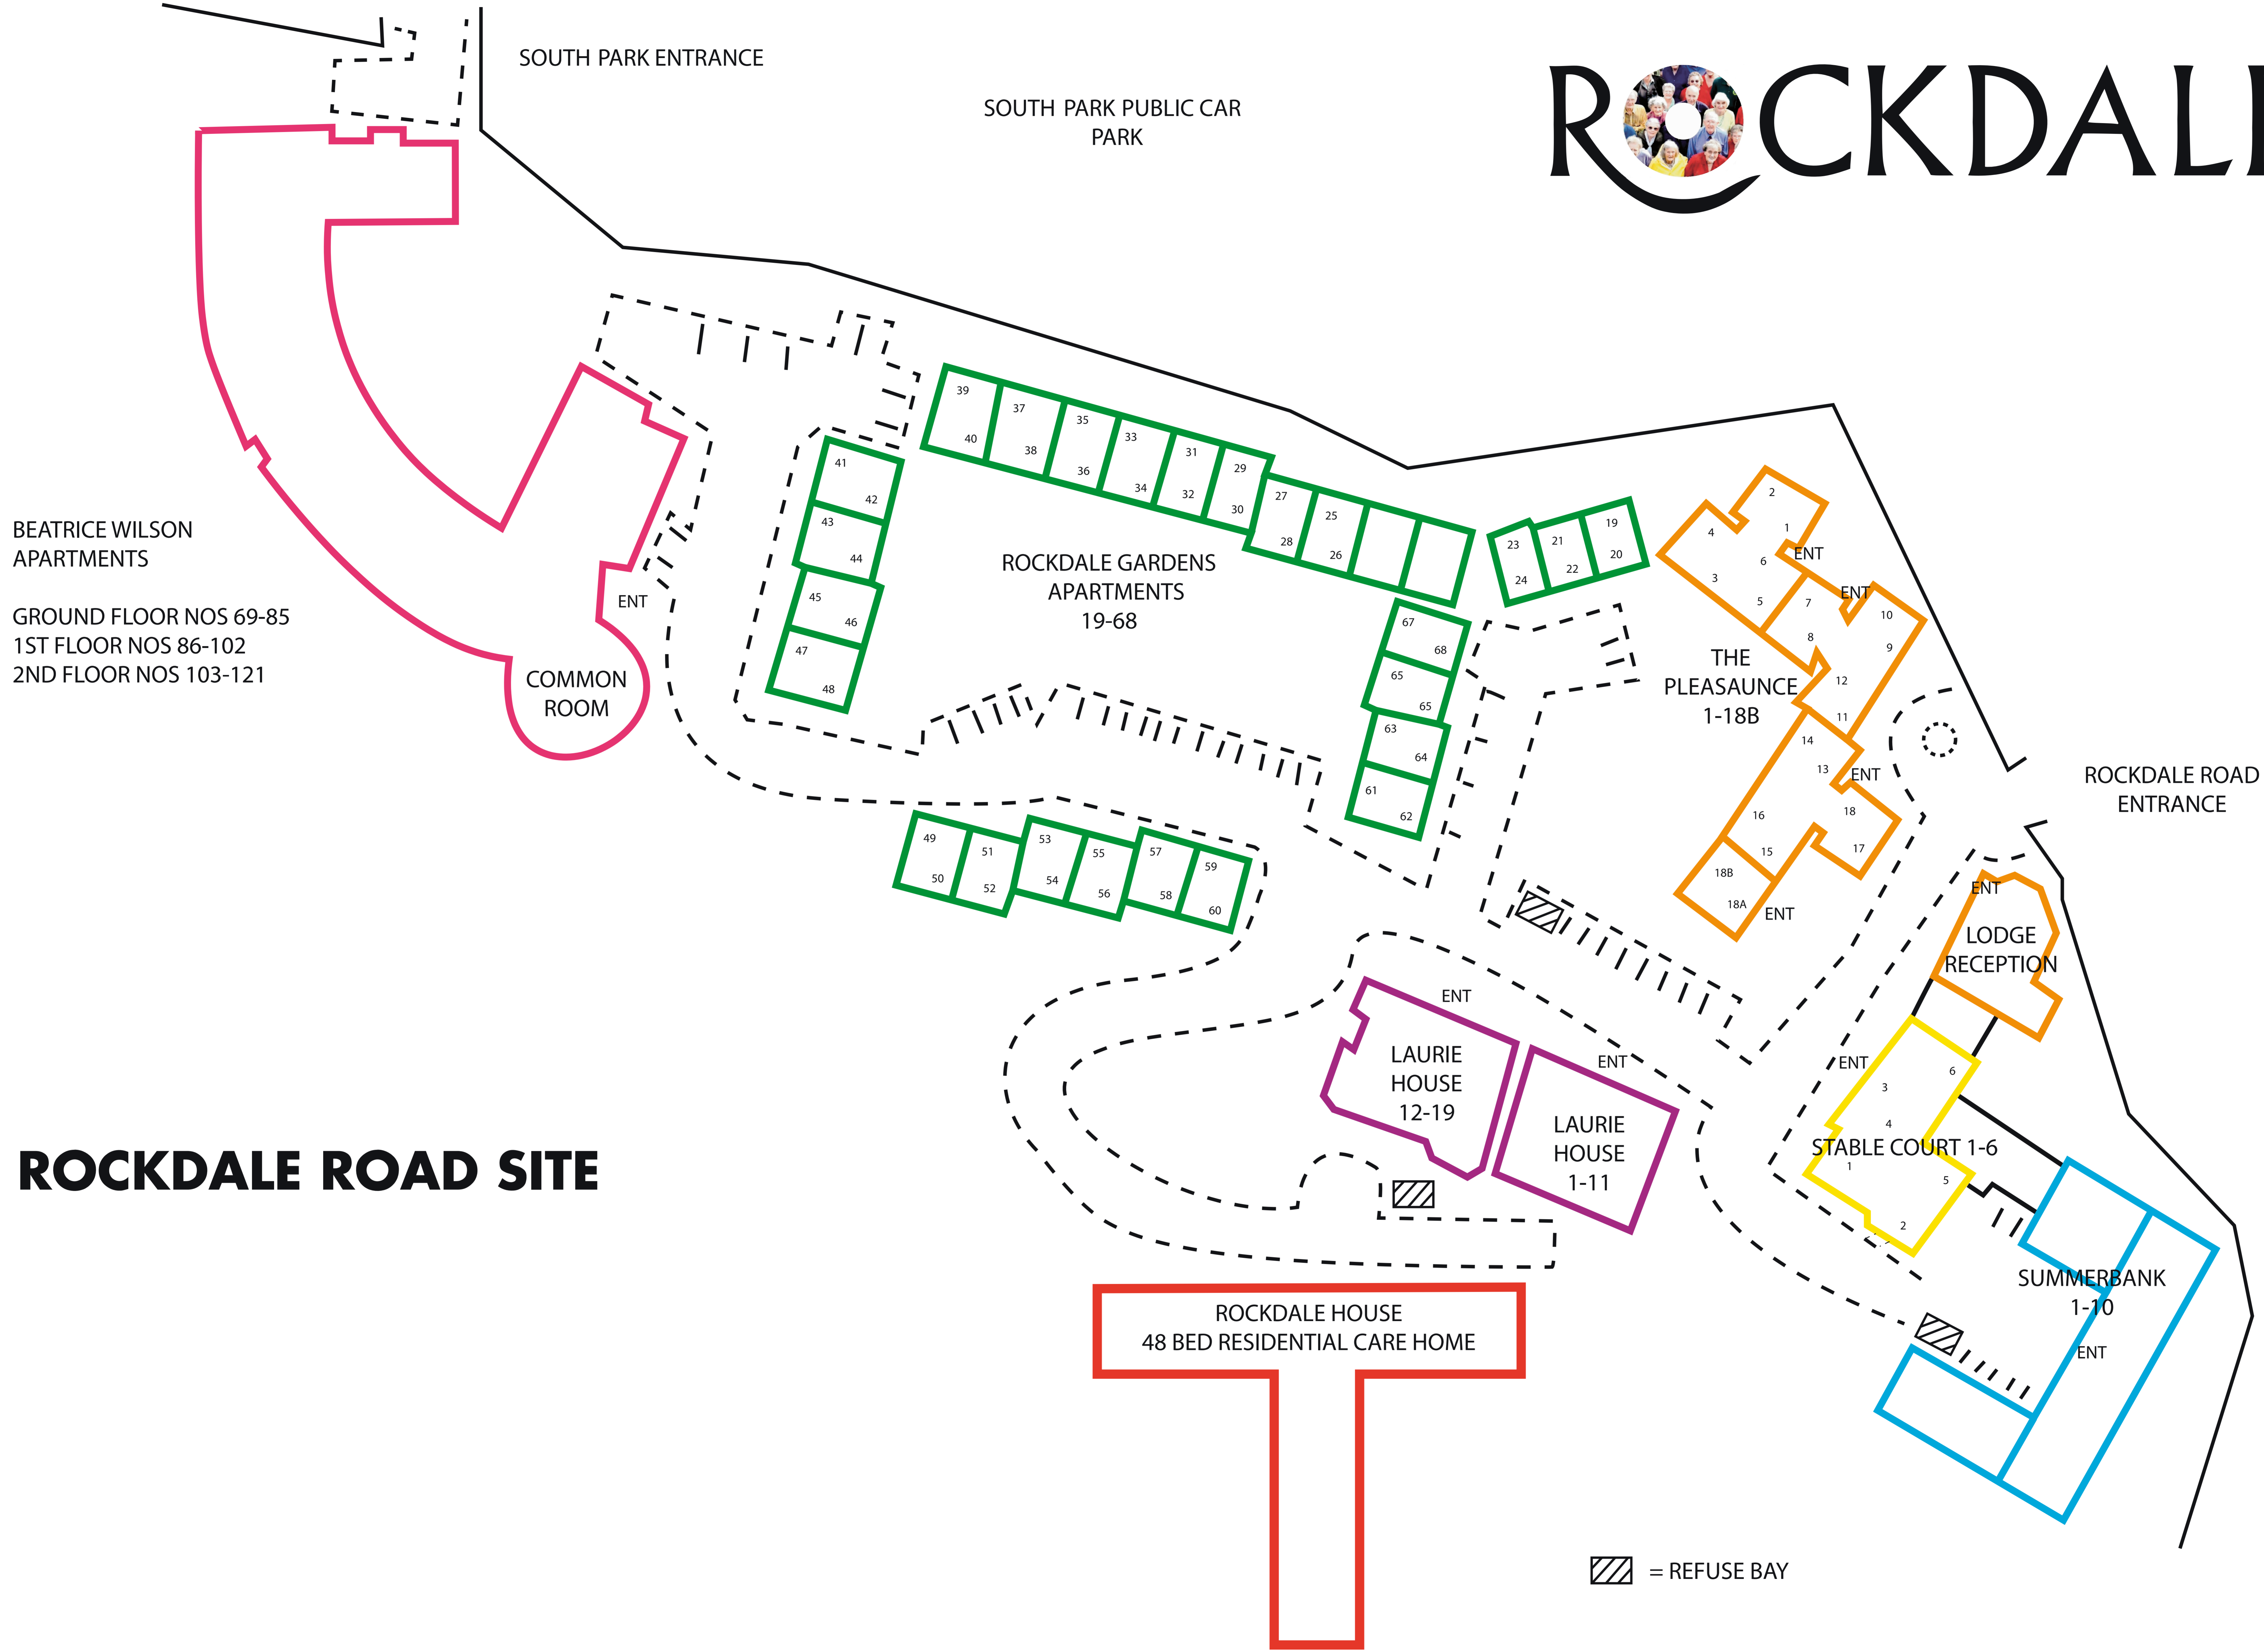 SOUTH PARK ENTRANCE
SOUTH PARK PUBLIC CAR
PARK
ROCKDALE
BEATRICE WILSON
APARTMENTS
GROUND FLOOR NOS 69-85
1ST FLOOR NOS 86-102
2ND FLOOR NOS 103-121
ENT
COMMON
ROOM
39
40
37
38
35
36
33
34
31
32
29
30
27
28
25
26
23
24
21
22
19
20
41
42
43
44
45
46
47
48
ROCKDALE GARDENS
APARTMENTS
19-68
67
68
65
65
63
64
61
62
49
50
51
52
53
54
55
56
57
58
59
60
2
1
4
3
6
5
ENT
ENT
7
8
10
9
12
11
THE
PLEASAUNCE
1-18B
14
13
ENT
16
15
18
17
18B
18A
ENT
ROCKDALE ROAD
ENTRANCE
ENT
LODGE
RECEPTION
ENT
LAURIE
HOUSE
12-19
ENT
LAURIE
HOUSE
1-11
ENT
6
3
4
STABLE COURT 1-6
1
5
2
SUMMERBANK
1-10
ENT
ROCKDALE ROAD SITE
ROCKDALE HOUSE
48 BED RESIDENTIAL CARE HOME
= REFUSE BAY